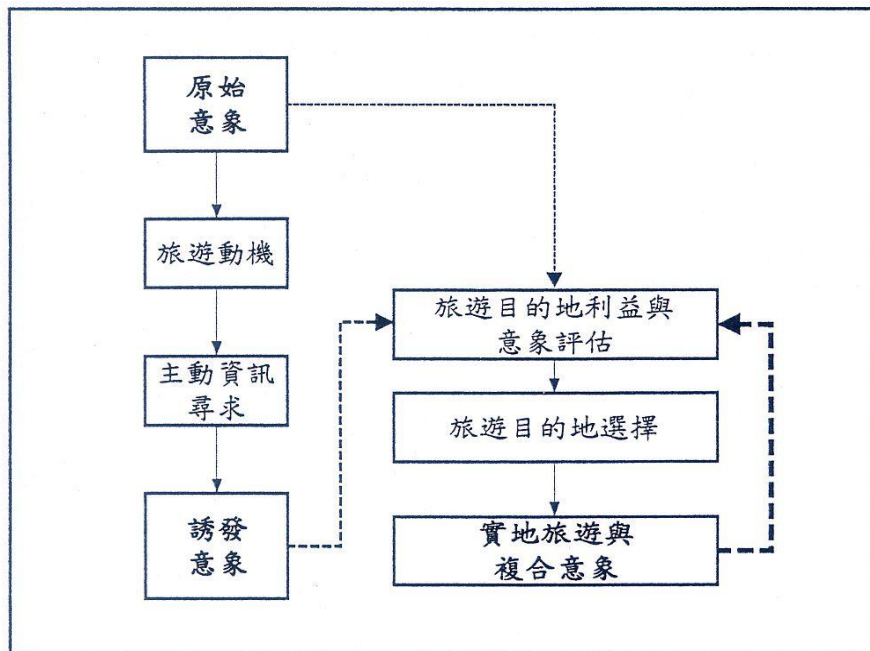 原始
意象
旅遊動機
主動資訊
尋求
誘發
意象
旅遊目的地利益與
意象評估
旅遊目的地選擇
實地旅遊與
複合意象